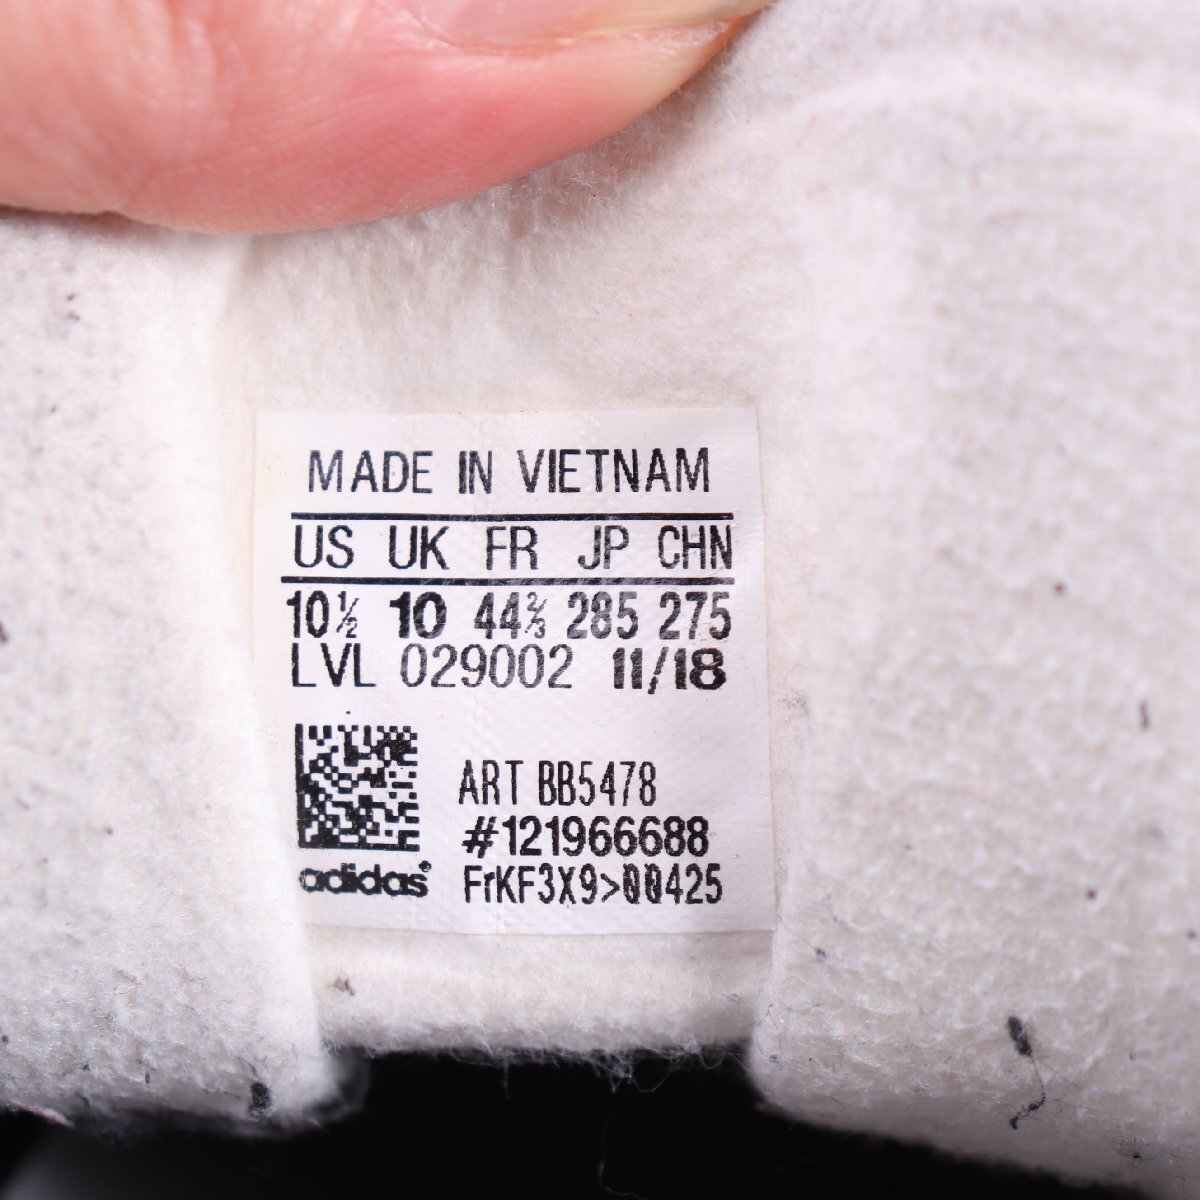 MADE IN VIETNAM
US UK FR JP CHN
10½ 10 44⅔ 285 275
LVL 029002 11/18
ART BB5478
#121966688
adidas® FrKF3X9>00425